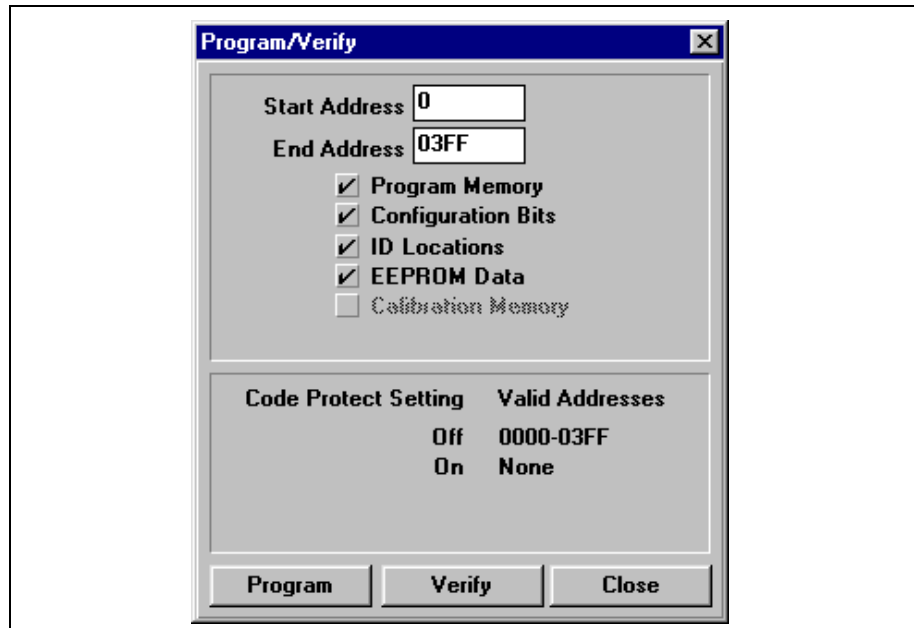 Program/Verify
Start Address 0
End Address 03FF
Program Memory
Configuration Bits
ID Locations
EEPROM Data
Calibration Memory
Code Protect Setting Valid Addresses
Off 0000-03FF
On None
Program Verify Close